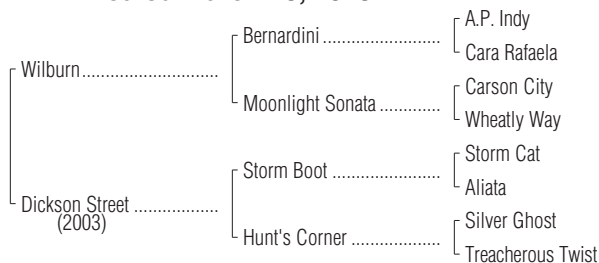 A.P. Indy
Bernardini
Cara Rafaela
Wilburn
Carson City
Moonlight Sonata
Wheatly Way
Storm Cat
Storm Boot
Aliata
Dickson Street
(2003)
Silver Ghost
Hunt's Corner
Treacherous Twist